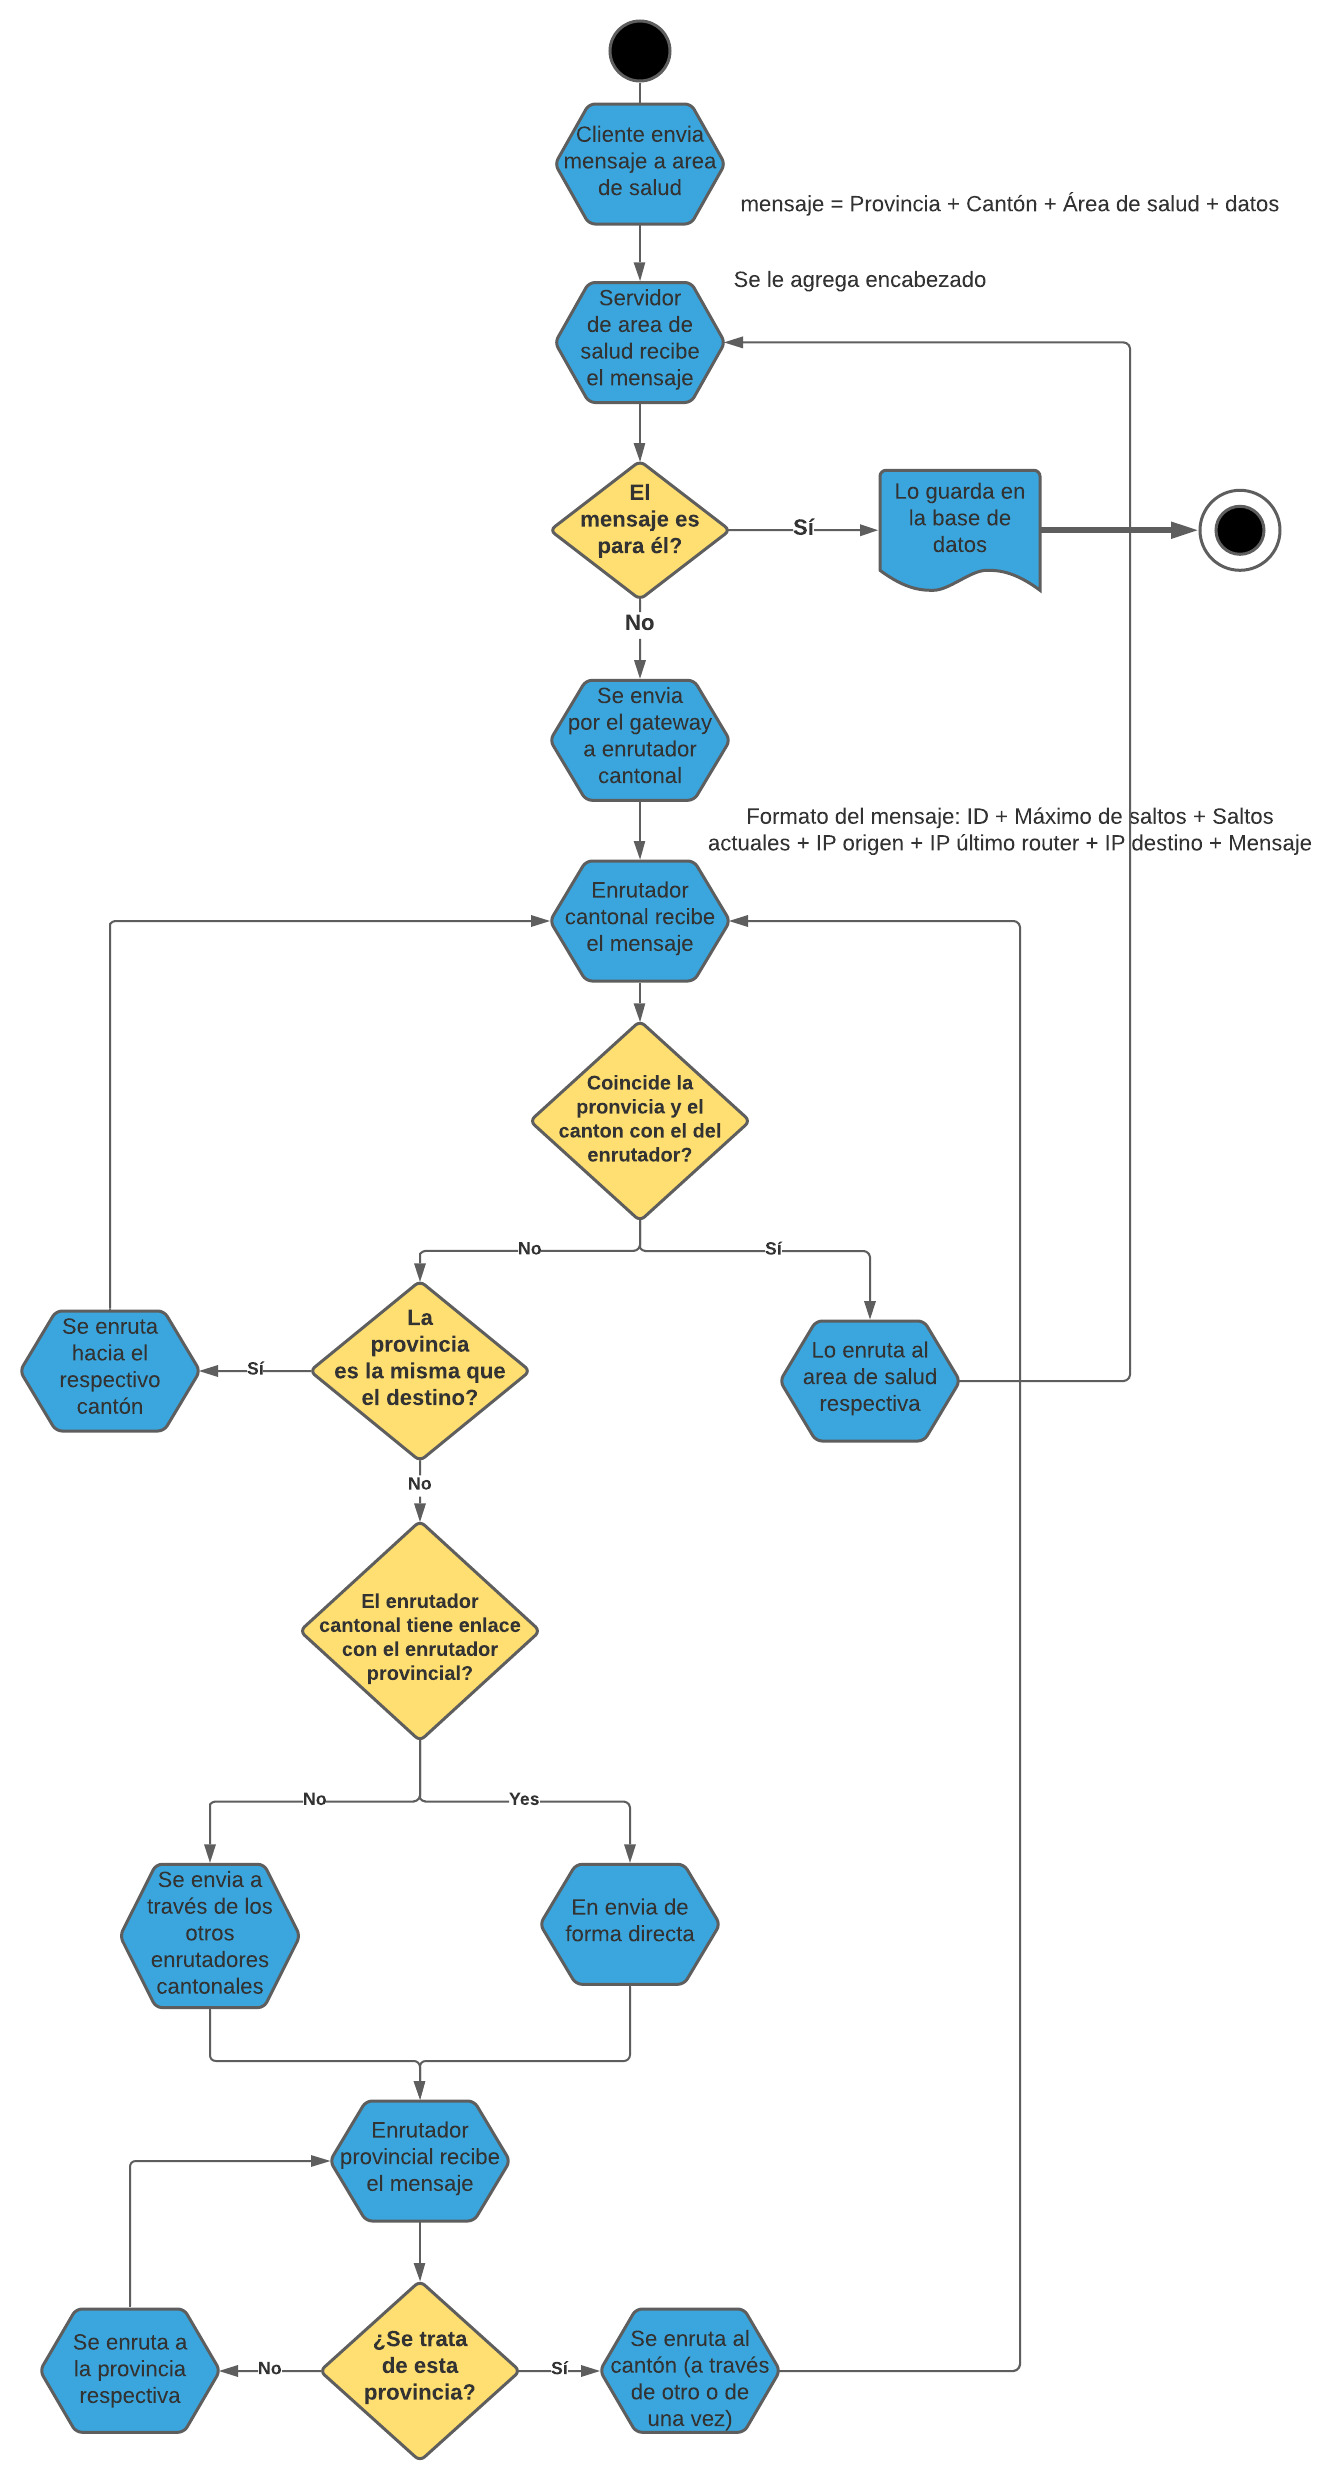 Cliente envia
mensaje a area
de salud
mensaje = Provincia + Cantón + Área de salud + datos
Se le agrega encabezado
Servidor
de area de
salud recibe
el mensaje
El
mensaje es
para él?
Sí
Lo guarda en
la base de
datos
No
Se envia
por el gateway
a enrutador
cantonal
Formato del mensaje: ID + Máximo de saltos + Saltos
actuales + IP origen + IP último router + IP destino + Mensaje
Enrutador
cantonal recibe
el mensaje
Coincide la
pronvicia y el
canton con el del
enrutador?
No
Sí
La
provincia
es la misma que
el destino?
Sí
Se enruta
hacia el
respectivo
cantón
Lo enruta al
area de salud
respectiva
No
El enrutador
cantonal tiene enlace
con el enrutador
provincial?
No
Yes
Se envia a
través de los
otros
enrutadores
cantonales
En envia de
forma directa
Enrutador
provincial recibe
el mensaje
¿Se trata
de esta
provincia?
No
Sí
Se enruta a
la provincia
respectiva
Se enruta al
cantón (a través
de otro o de
una vez)